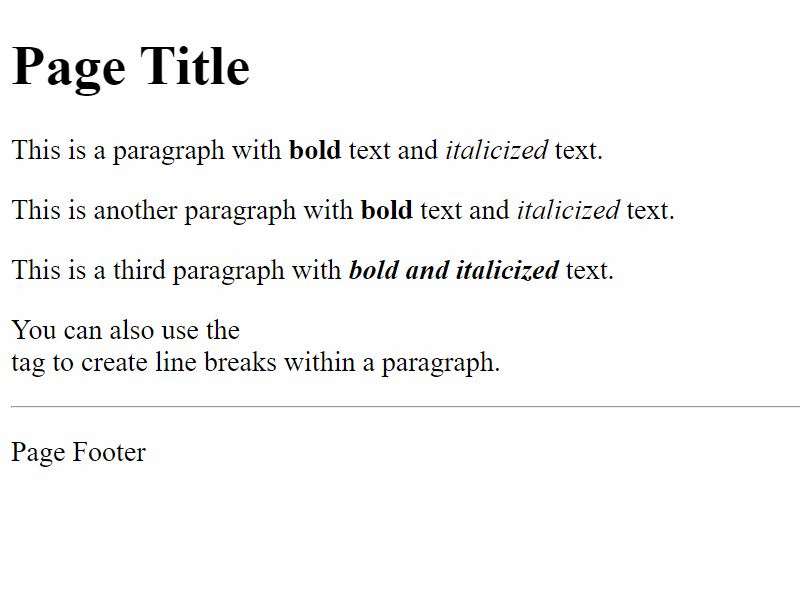 Page Title
This is a paragraph with bold text and italicized text.
This is another paragraph with bold text and italicized text.
This is a third paragraph with bold and italicized text.
You can also use the
tag to create line breaks within a paragraph.
Page Footer